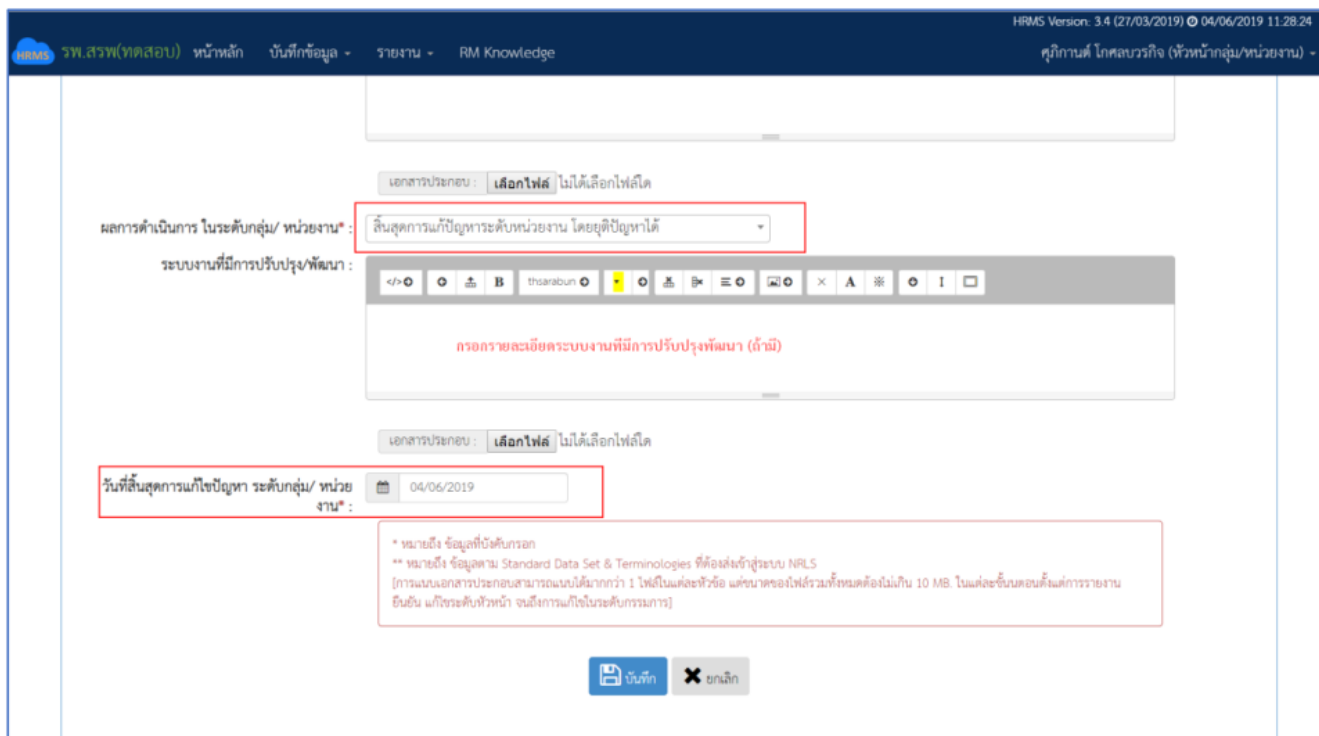 HRMS Version: 3.4 (27/03/2019) 04/06/2019 11:28:24
HRMS รพ.สรพ(ทดสอบ) หน้าหลัก บันทึกข้อมูล รายงาน RM Knowledge ศุภิกานต์ โกศลบวรกิจ (หัวหน้ากลุ่ม/หน่วยงาน)
เอกสารประกอบ : เลือกไฟล์ ไม่ได้เลือกไฟล์ใด
ผลการดำเนินการ ในระดับกลุ่ม/ หน่วยงาน* : สิ้นสุดการแก้ปัญหาระดับหน่วยงาน โดยยุติปัญหาได้
ระบบงานที่มีการปรับปรุง/พัฒนา :
</> B thsarabun A I
กรอกรายละเอียดระบบงานที่มีการปรับปรุงพัฒนา (ถ้ามี)
เอกสารประกอบ : เลือกไฟล์ ไม่ได้เลือกไฟล์ใด
วันที่สิ้นสุดการแก้ไขปัญหา ระดับกลุ่ม/ หน่วย 04/06/2019
งาน* :
* หมายถึง ข้อมูลที่บังคับกรอก
** หมายถึง ข้อมูลตาม Standard Data Set & Terminologies ที่ต้องส่งเข้าสู่ระบบ NRLS
[การแนบเอกสารประกอบสามารถแนบได้มากกว่า 1 ไฟล์ในแต่ละหัวข้อ แต่ขนาดของไฟล์รวมทั้งหมดต้องไม่เกิน 10 MB. ในแต่ละขั้นตอนตั้งแต่การรายงาน
ยืนยัน แก้ไขระดับหัวหน้า จนถึงการแก้ไขในระดับกรรมการ]
บันทึก ยกเลิก